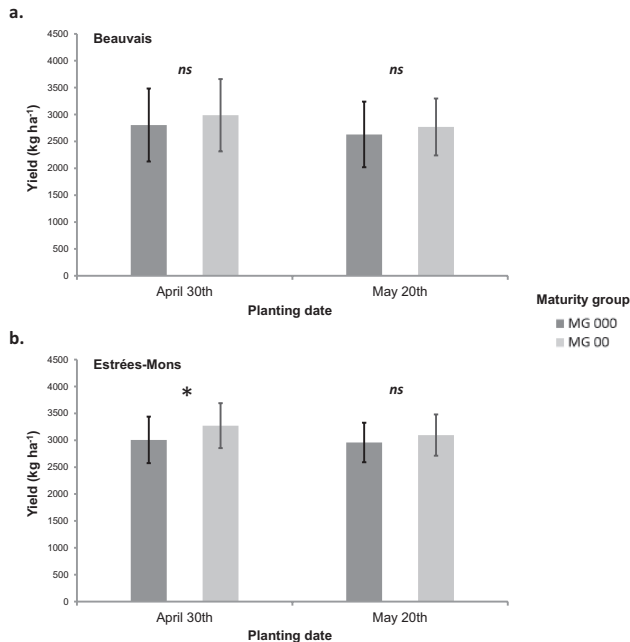 a.
Beauvais
4500
4000
3500
3000
2500
2000
1500
1000
500
0
Yield (kg ha⁻¹)
ns
ns
April 30th
May 20th
Planting date
Maturity group
MG 000
MG 00
b.
Estrées-Mons
4500
4000
3500
3000
2500
2000
1500
1000
500
0
Yield (kg ha⁻¹)
*
ns
April 30th
May 20th
Planting date